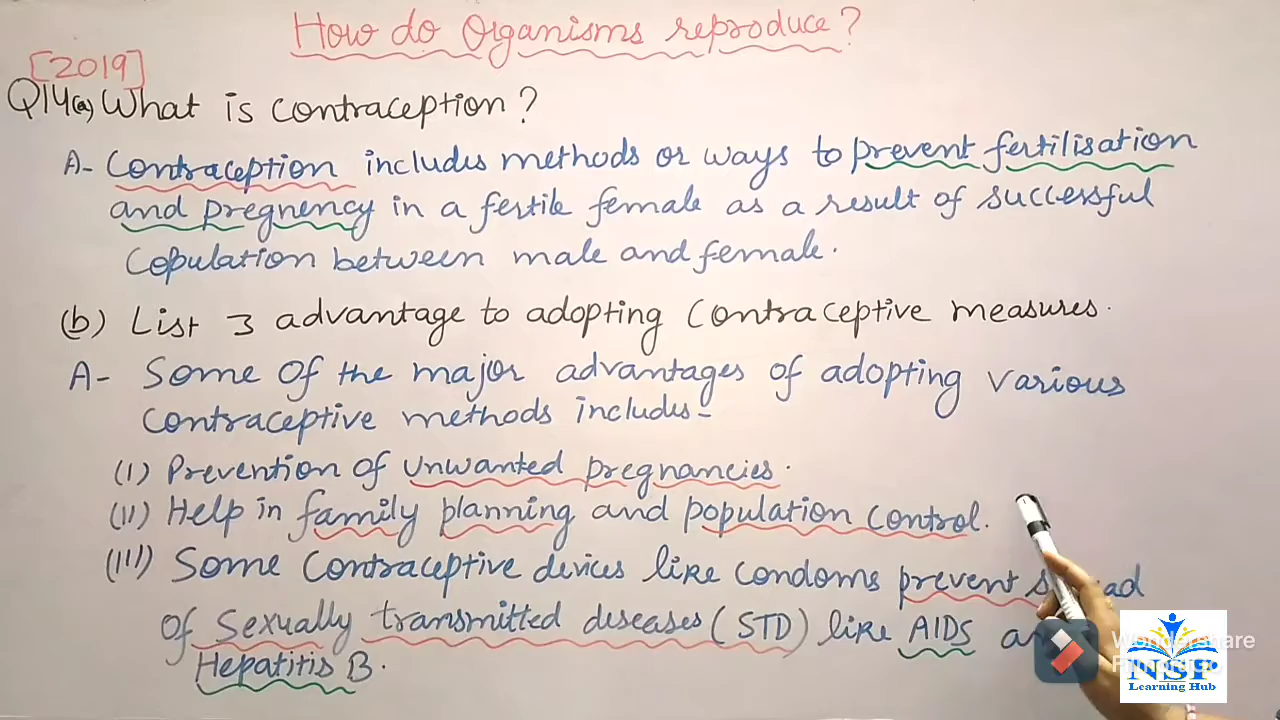 How do Organisms reproduce?
[2019]
Q14(a) What is contraception?
A- Contraception includes methods or ways to prevent fertilisation
and pregnency in a fertile female as a result of successful
Copulation between male and female.
(b) List 3 advantage to adopting Contraceptive measures.
A- Some of the major advantages of adopting various
Contraceptive methods includes-
(I) Prevention of unwanted pregnancies.
(II) Help in family planning and population control.
(III) Some Contraceptive devices like condoms prevent
of Sexually transmitted deseases (STD) like AIDS
Hepatitis B.
Wondershare
Filmora
NSP
Learning Hub